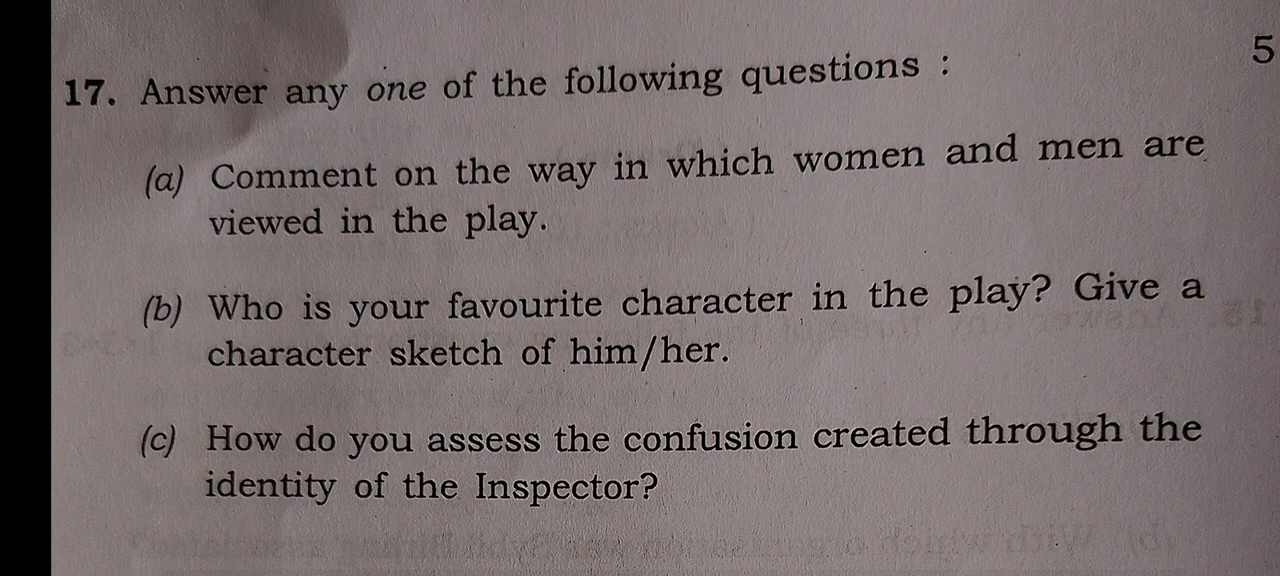 17. Answer any one of the following questions : 5
(a) Comment on the way in which women and men are
viewed in the play.
(b) Who is your favourite character in the play? Give a
character sketch of him/her.
(c) How do you assess the confusion created through the
identity of the Inspector?